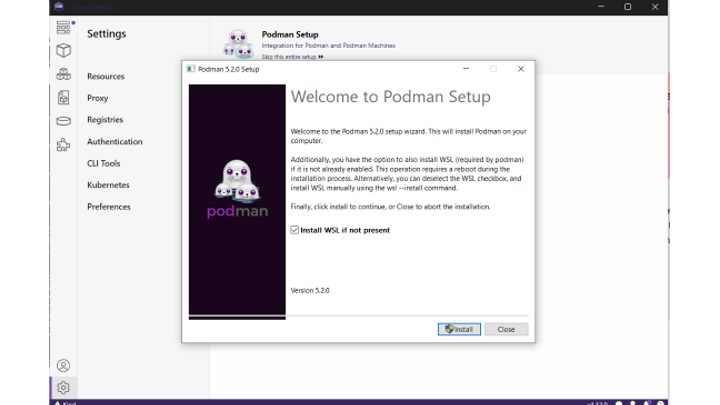 Settings
Podman Setup
Integration for Podman and Podman Machines
Skip this entire setup
Resources
Proxy
Registries
Authentication
CLI Tools
Kubernetes
Preferences
Podman 5.2.0 Setup
Welcome to Podman Setup
Welcome to the Podman 5.2.0 setup wizard. This will install Podman on your
computer.
Additionally, you have the option to also install WSL (required by podman)
if it is not already enabled. This operation requires a reboot during the
installation process. Alternatively, you can deselect the WSL checkbox, and
install WSL manually using the wsl --install command.
Finally, click install to continue, or Close to abort the installation.
podman
Install WSL if not present
Version 5.2.0
Install
Close